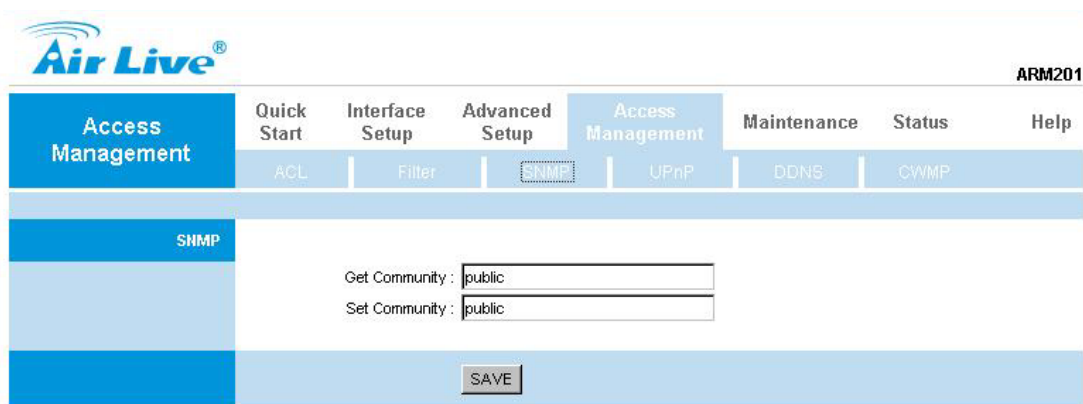 Air Live®
ARM201
Access Management
Quick Start
Interface Setup
Advanced Setup
Access Management
Maintenance
Status
Help
ACL
Filter
SNMP
UPnP
DDNS
CWMP
SNMP
Get Community : public
Set Community : public
SAVE